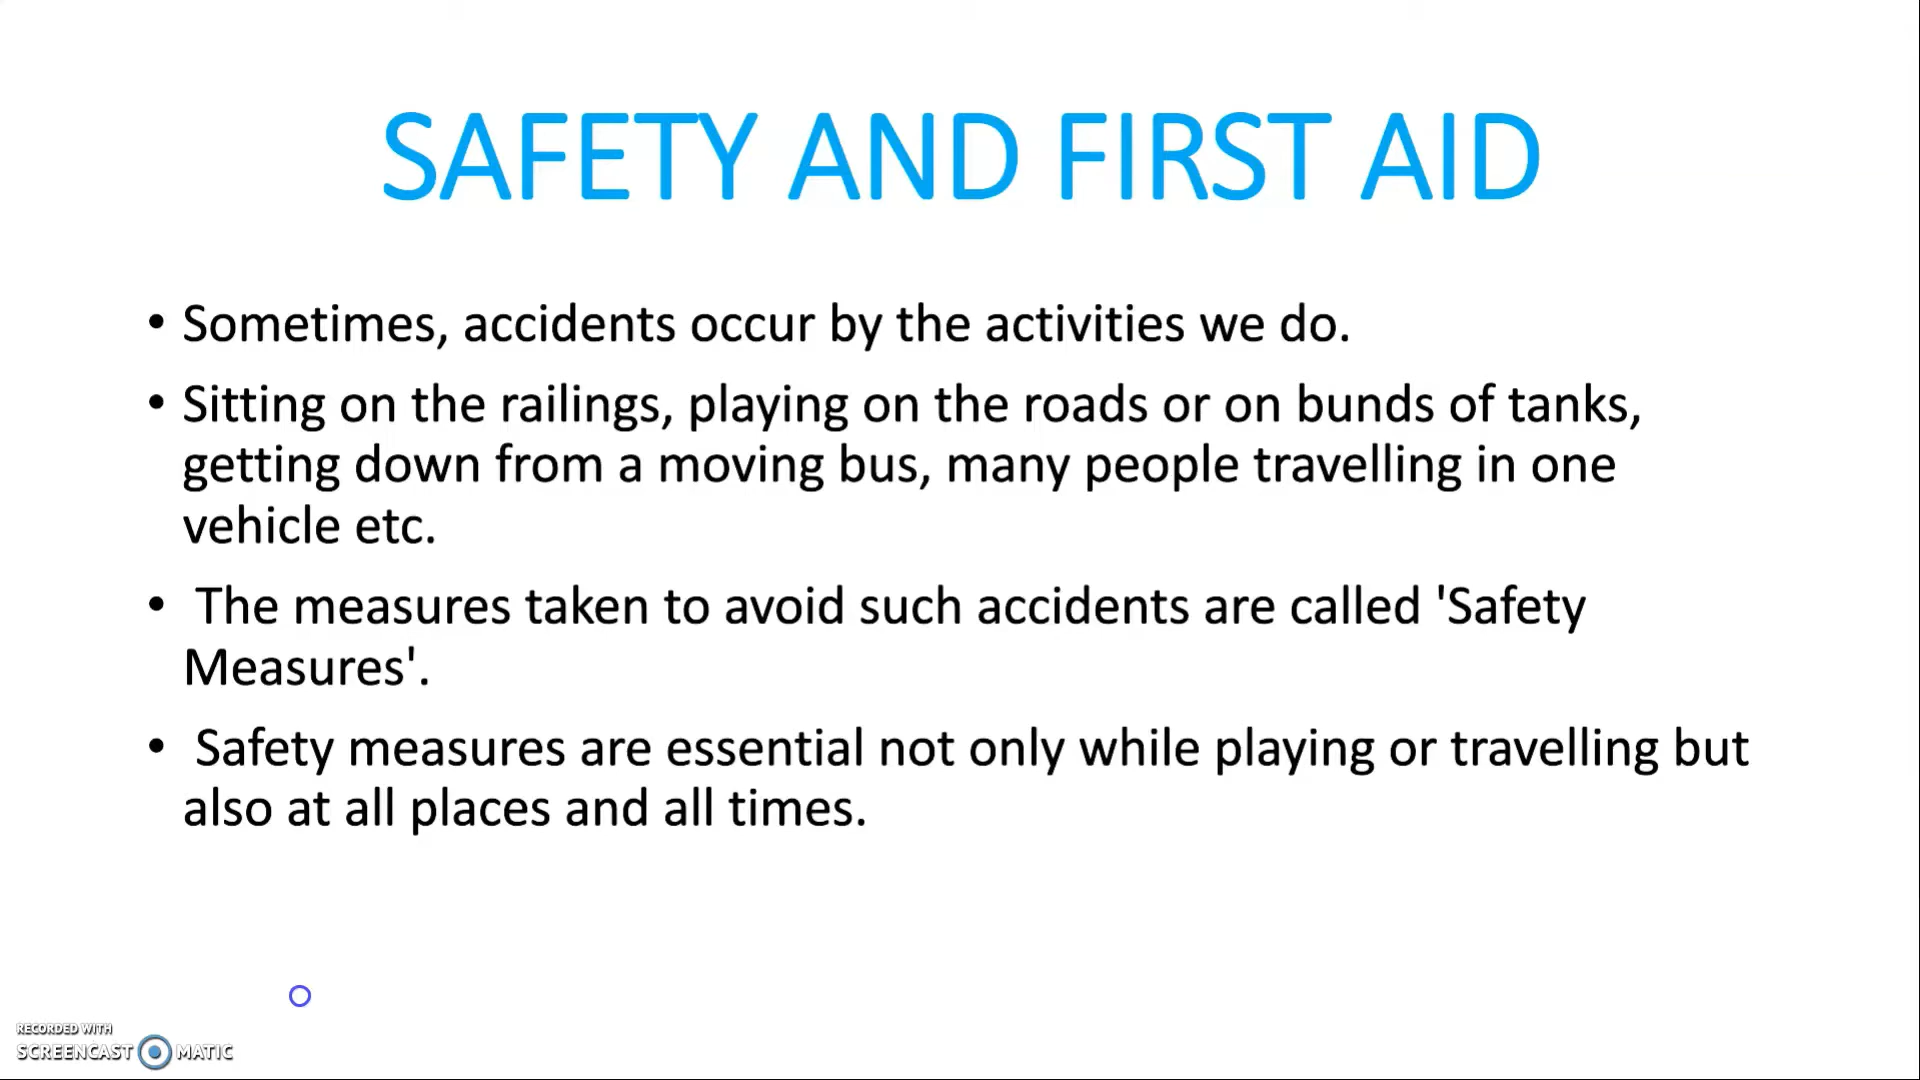 SAFETY AND FIRST AID
• Sometimes, accidents occur by the activities we do.
• Sitting on the railings, playing on the roads or on bunds of tanks,
getting down from a moving bus, many people travelling in one
vehicle etc.
• The measures taken to avoid such accidents are called 'Safety
Measures'.
• Safety measures are essential not only while playing or travelling but
also at all places and all times.
RECORDED WITH
SCREENCAST MATIC